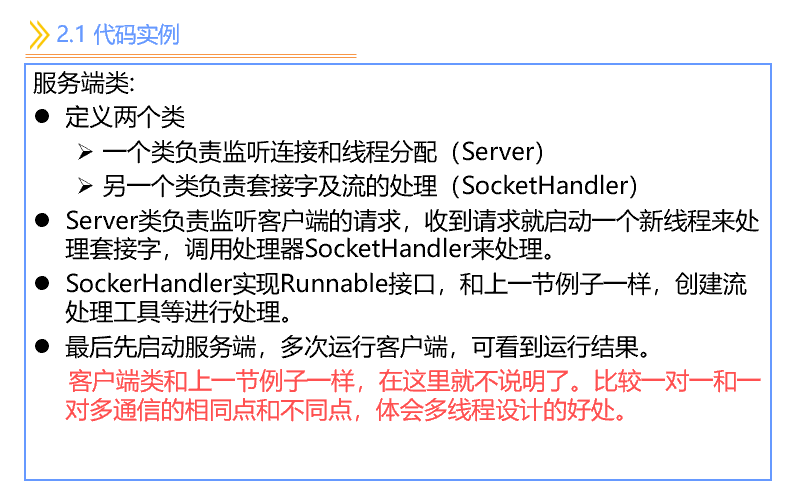 2.1 代码实例
服务端类:
● 定义两个类
➢ 一个类负责监听连接和线程分配（Server）
➢ 另一个类负责套接字及流的处理（SocketHandler）
● Server类负责监听客户端的请求，收到请求就启动一个新线程来处
理套接字，调用处理器SocketHandler来处理。
● SockerHandler实现Runnable接口，和上一节例子一样，创建流
处理工具等进行处理。
● 最后先启动服务端，多次运行客户端，可看到运行结果。
客户端类和上一节例子一样，在这里就不说明了。比较一对一和一
对多通信的相同点和不同点，体会多线程设计的好处。